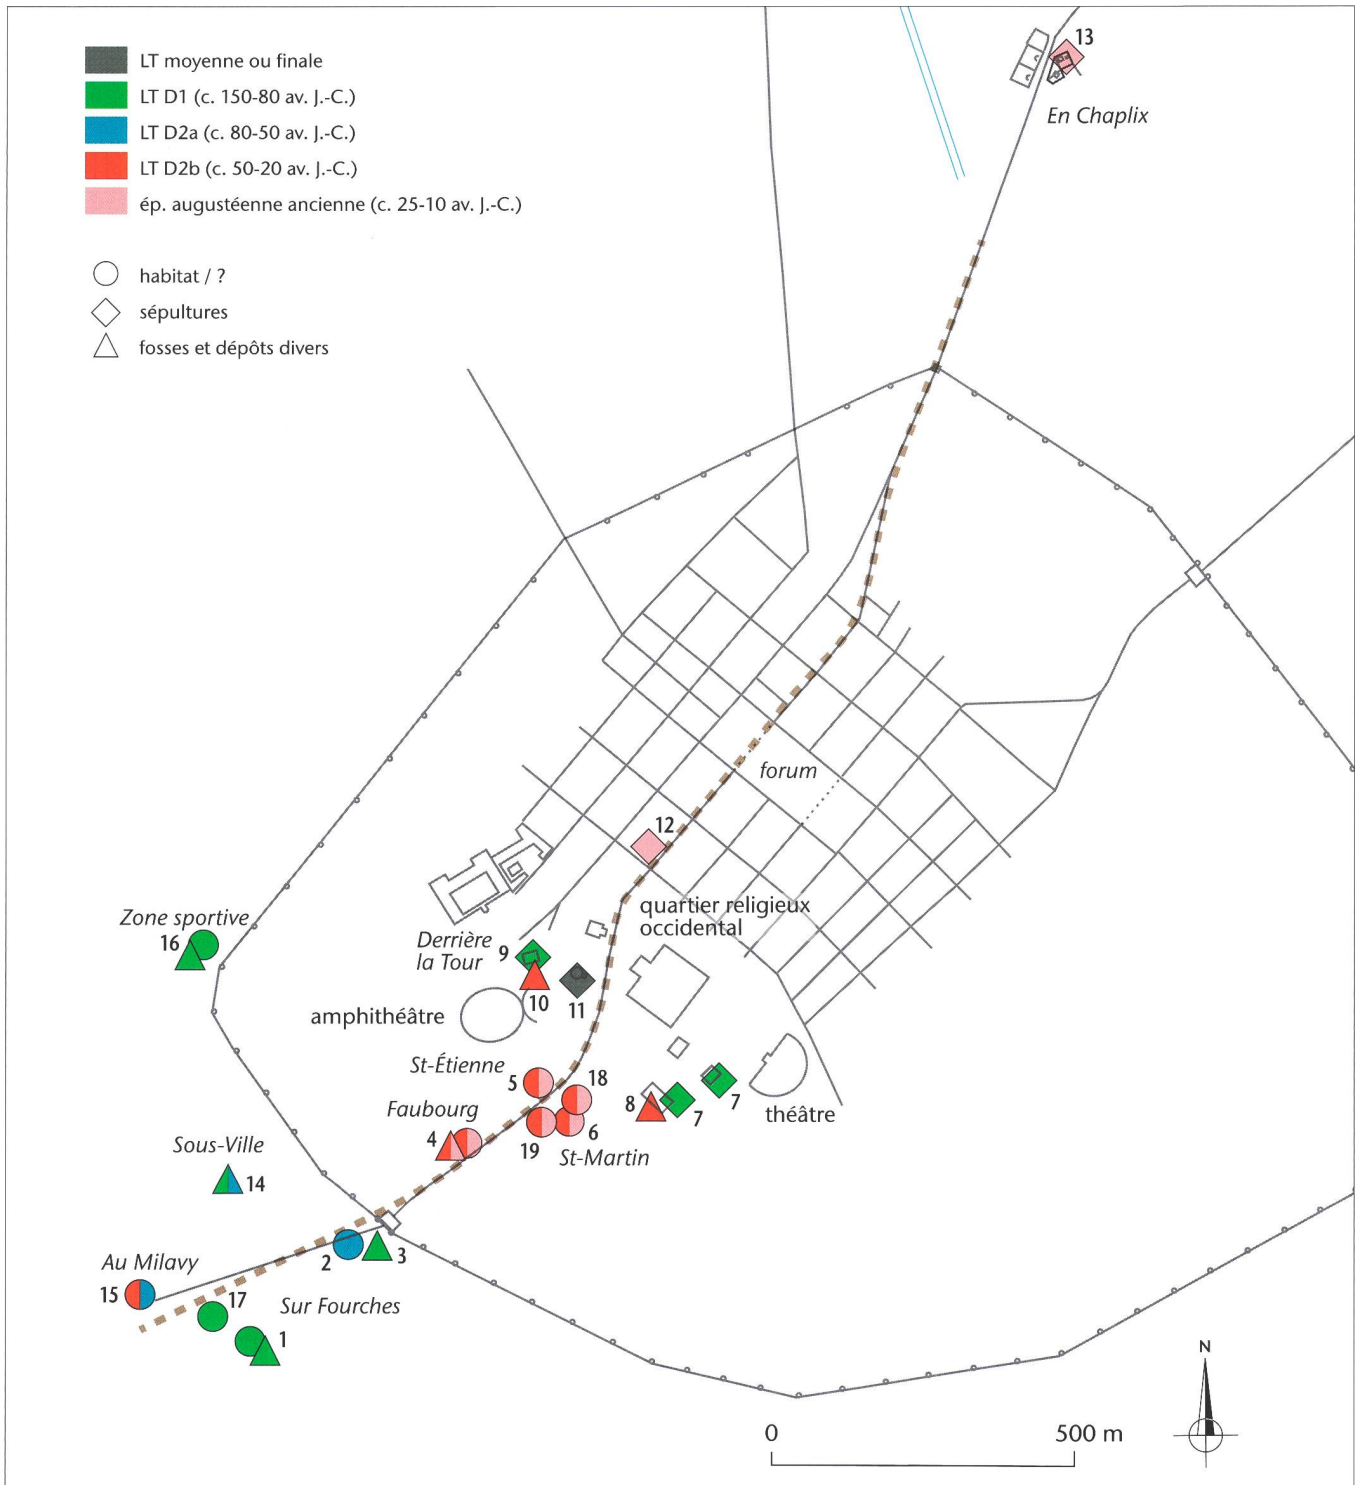 LT moyenne ou finale
LT D1 (c. 150-80 av. J.-C.)
LT D2a (c. 80-50 av. J.-C.)
LT D2b (c. 50-20 av. J.-C.)
ép. augustéenne ancienne (c. 25-10 av. J.-C.)
habitat / ?
sépultures
fosses et dépôts divers
13
En Chaplix
forum
12
quartier religieux
occidental
Zone sportive
16
Derrière
la Tour
9
10
11
amphithéâtre
St-Étienne
5
18
Faubourg
4
19
6
St-Martin
8
7
7
théâtre
Sous-Ville
14
2
3
Au Milavy
15
17
Sur Fourches
1
N
0
500 m